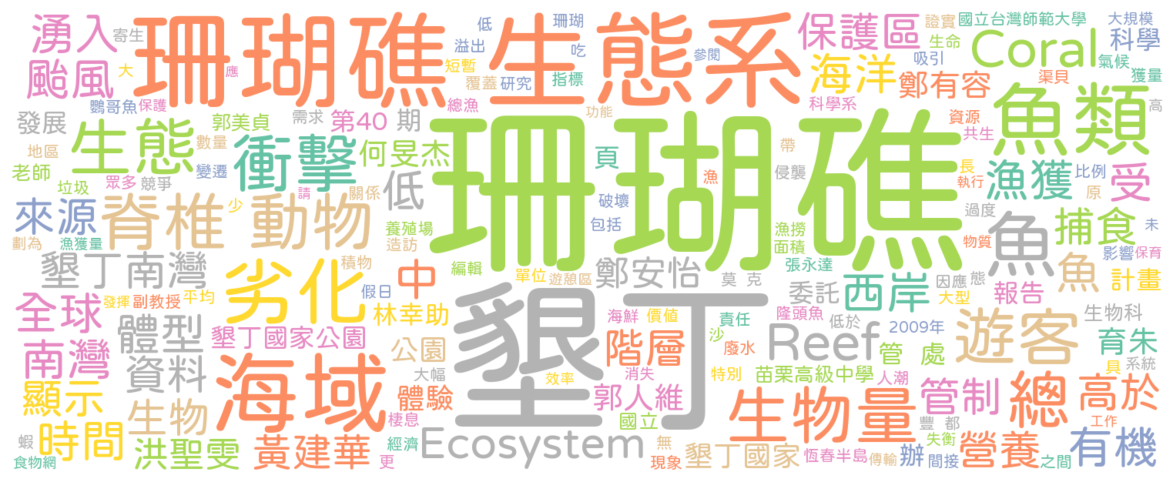 湧入
寄生
珊瑚礁
生態系
低
珊瑚
保護區
證實
國立台灣師範大學
大規模
溢出
吃
參閱
生命
科學
颱風
大
應
短暫
覆蓋
研究
指標
海洋
吸引
Coral
氣候
渠貝
獲量
鸚哥魚
保護
總漁
科學系
鄭有容
魚類
高
發展
生態
郭美貞
需求
第40
期
功能
資源
共生
地區
數量
衝擊
何旻杰
珊瑚礁
頁
帶
老師
變遷
低
漁
侵襲
長
執行
漁獲
比例
受
垃圾
眾多
競爭
關係
請
破壞
原
來源
脊椎
動物
少
養殖場
造訪
包括
漁撈
面積
魚
過度
捕食
未
劃為
漁獲量
物質
影響
保育
墾丁南灣
劣化
積物
中
編輯
墾丁
單位
遊憩區
鄭安怡
莫
克
張永達
委託
西岸
因應
態
大型
魚
計畫
報告
全球
發揮
副教授
平均
假日
林幸助
海鮮
價值
責任
隆頭魚
低於
2009年
生物科
南灣
體型
墾丁國家公園
公園
階層
沙
廢水
Reef
管
處
遊客
育朱
資料
海域
大幅
體驗
效率
消失
特別
苗栗高級中學
人潮
具
系統
顯示
生物
棲息
郭人維
國立
生物量
管制
總
高於
時間
蝦
食物網
洪聖雯
黃建華
經濟
更
Ecosystem
無
現象
墾丁國家
恆春半島
豐
都
失衡
傳輸
辦
間接
營養
工作
之間
有機